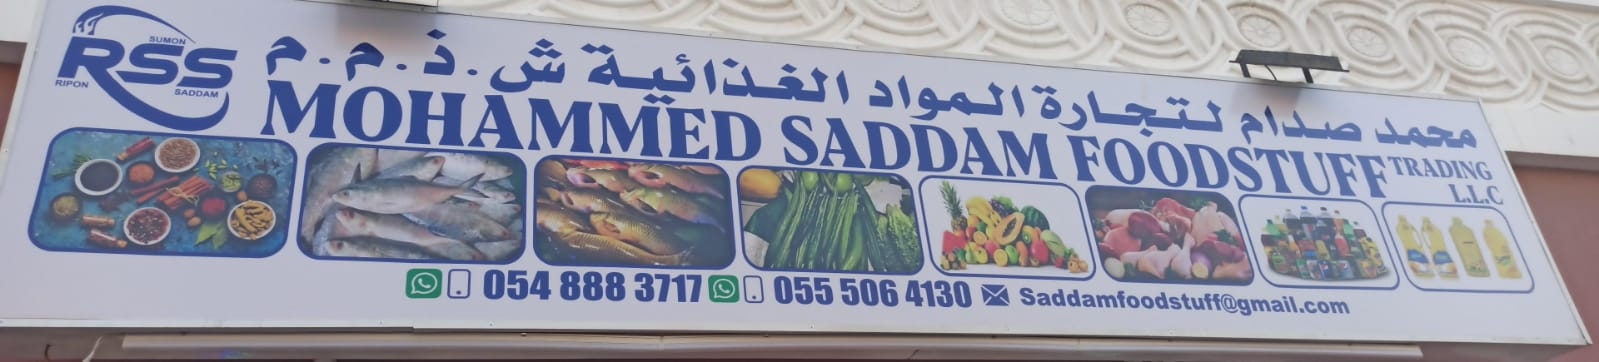 SUMON
RSS
RIPON
SADDAM
محمد صدام لتجارة المواد الغذائية ش.ذ.م.م
MOHAMMED SADDAM FOODSTUFF TRADING L.L.C
054 888 3717 055 506 4130 Saddamfoodstuff@gmail.com